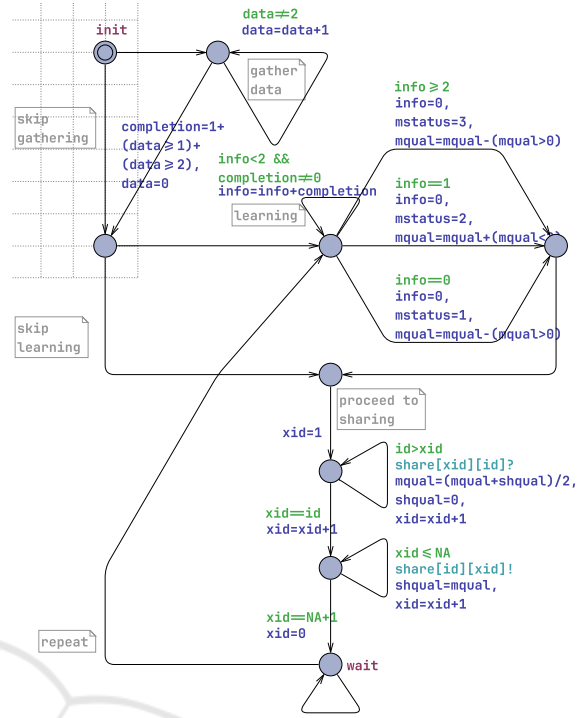 data≠2
data=data+1
init
gather
data
info≥2
info=0,
mstatus=3,
mqual=mqual-(mqual>0)
skip
gathering
completion=1+
(data≥1)+
(data≥2),
data=0
info<2 &&
completion≠0
info=info+completion
learning
info==1
info=0,
mstatus=2,
mqual=mqual+(mqual<
info==0
info=0,
mstatus=1,
mqual=mqual-(mqual>0)
skip
learning
proceed to
sharing
xid=1
id>xid
share[xid][id]?
mqual=(mqual+shqual)/2,
shqual=0,
xid=xid+1
xid==id
xid=xid+1
xid≤NA
share[id][xid]!
shqual=mqual,
xid=xid+1
xid==NA+1
xid=0
repeat
wait